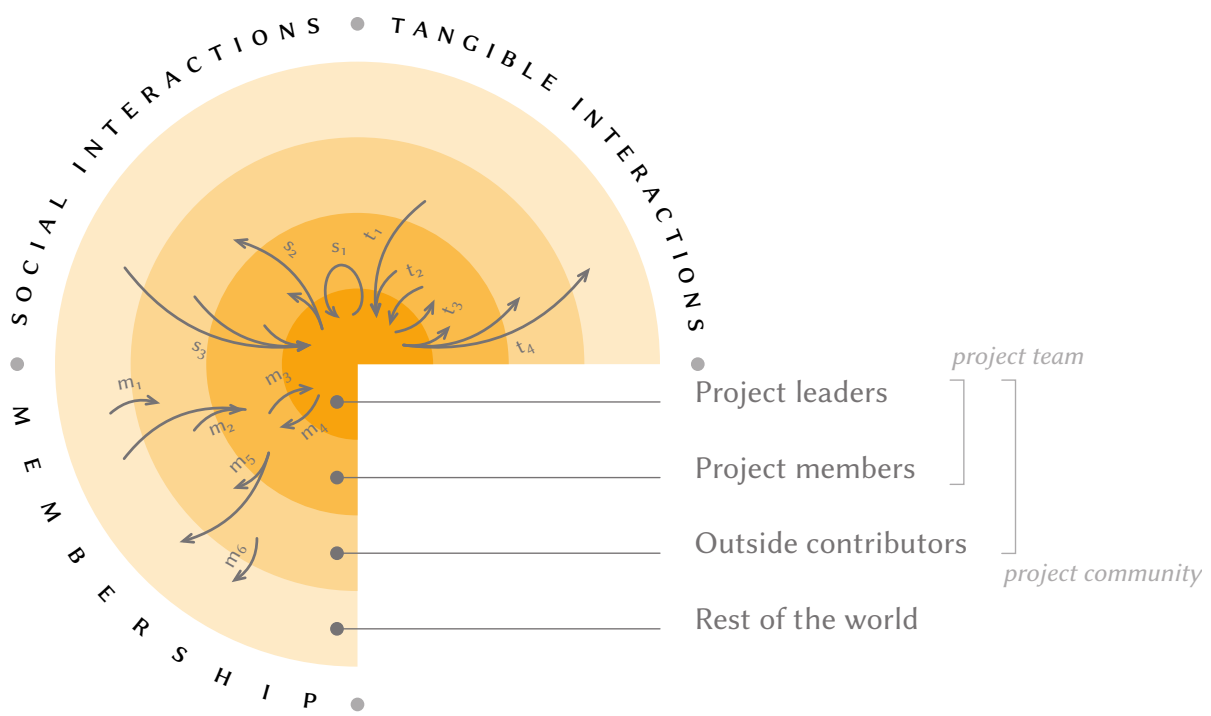 SOCIAL INTERACTIONS
TANGIBLE INTERACTIONS
MEMBERSHIP
s₁
s₂
s₃
t₁
t₂
t₃
t₄
m₁
m₂
m₃
m₄
m₅
m₆
project team
Project leaders
Project members
Outside contributors
project community
Rest of the world